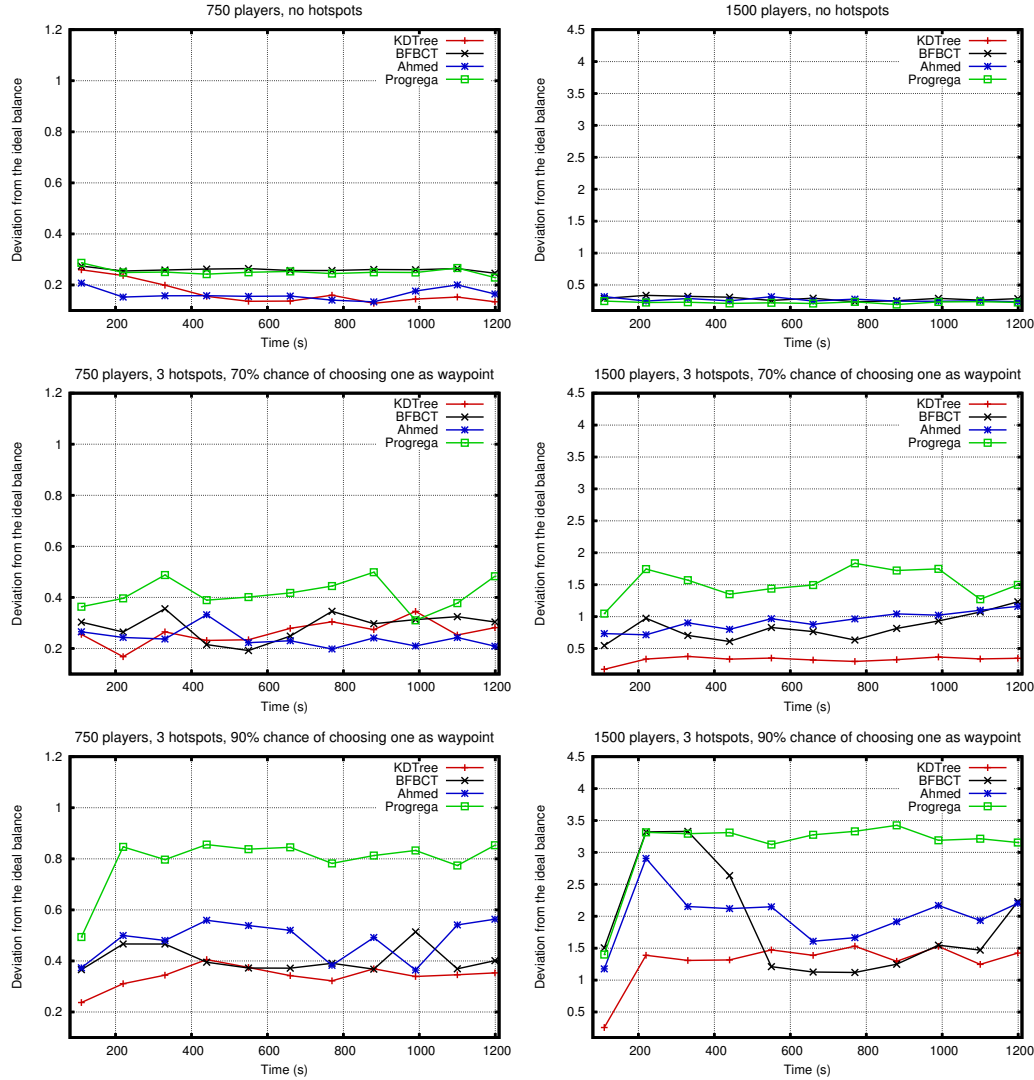 750 players, no hotspots
Deviation from the ideal balance
1.2
1
0.8
0.6
0.4
0.2
KDTree
BFBCT
Ahmed
Progrega
200 400 600 800 1000 1200
Time (s)
1500 players, no hotspots
Deviation from the ideal balance
4.5
4
3.5
3
2.5
2
1.5
1
0.5
KDTree
BFBCT
Ahmed
Progrega
200 400 600 800 1000 1200
Time (s)
750 players, 3 hotspots, 70% chance of choosing one as waypoint
Deviation from the ideal balance
1.2
1
0.8
0.6
0.4
0.2
KDTree
BFBCT
Ahmed
Progrega
200 400 600 800 1000 1200
Time (s)
1500 players, 3 hotspots, 70% chance of choosing one as waypoint
Deviation from the ideal balance
4.5
4
3.5
3
2.5
2
1.5
1
0.5
KDTree
BFBCT
Ahmed
Progrega
200 400 600 800 1000 1200
Time (s)
750 players, 3 hotspots, 90% chance of choosing one as waypoint
Deviation from the ideal balance
1.2
1
0.8
0.6
0.4
0.2
KDTree
BFBCT
Ahmed
Progrega
200 400 600 800 1000 1200
Time (s)
1500 players, 3 hotspots, 90% chance of choosing one as waypoint
Deviation from the ideal balance
4.5
4
3.5
3
2.5
2
1.5
1
0.5
KDTree
BFBCT
Ahmed
Progrega
200 400 600 800 1000 1200
Time (s)